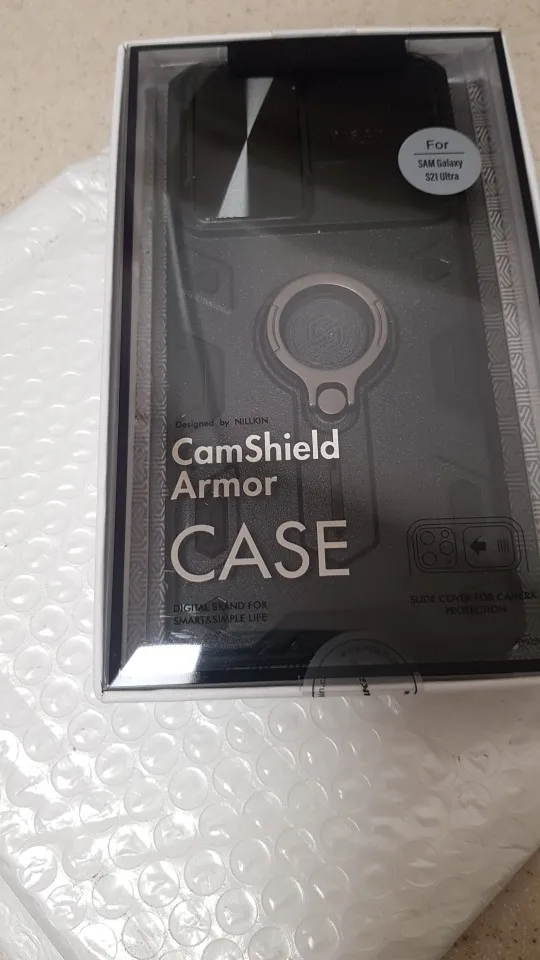 For
SAM Galaxy
S21 Ultra
Designed by NILLKIN
CamShield
Armor
CASE
DIGITAL BRAND FOR
SMART&SIMPLE LIFE
SLIDE COVER FOR CAMERA
PROTECTION